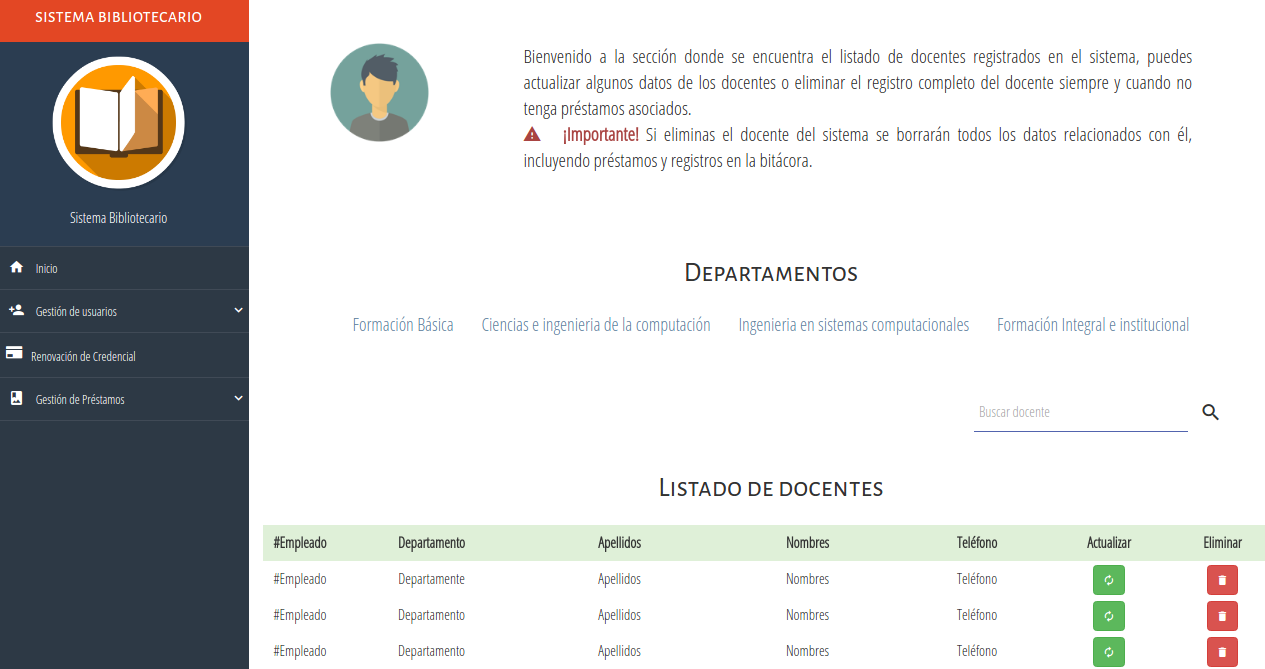 SISTEMA BIBLIOTECARIO
Sistema Bibliotecario
Inicio
Gestión de usuarios
Renovación de Credencial
Gestión de Préstamos
Bienvenido a la sección donde se encuentra el listado de docentes registrados en el sistema, puedes
actualizar algunos datos de los docentes o eliminar el registro completo del docente siempre y cuando no
tenga préstamos asociados.
¡Importante! Si eliminas el docente del sistema se borrarán todos los datos relacionados con él,
incluyendo préstamos y registros en la bitácora.
Departamentos
Formación Básica Ciencias e ingenieria de la computación Ingenieria en sistemas computacionales Formación Integral e institucional
Buscar docente
Listado de docentes
#Empleado Departamento Apellidos Nombres Teléfono Actualizar Eliminar
#Empleado Departamente Apellidos Nombres Teléfono
#Empleado Departamento Apellidos Nombres Teléfono
#Empleado Departamento Apellidos Nombres Teléfono